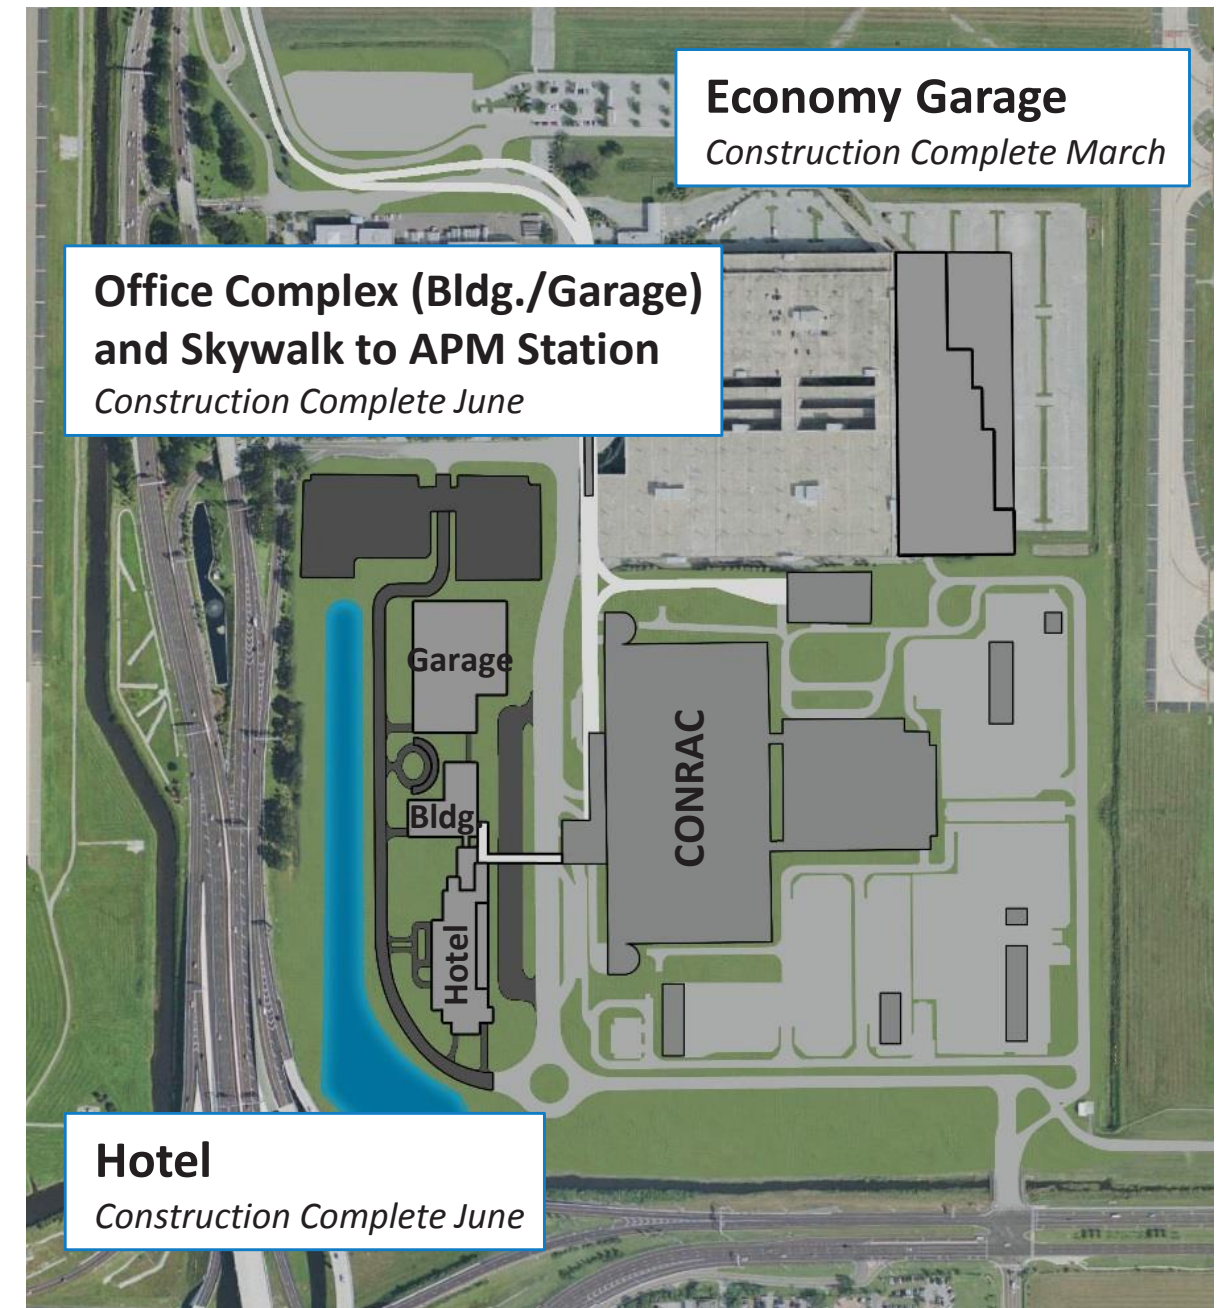 Economy Garage
Construction Complete March
Office Complex (Bldg./Garage)
and Skywalk to APM Station
Construction Complete June
Garage
Bldg.
CONRAC
Hotel
Hotel
Construction Complete June